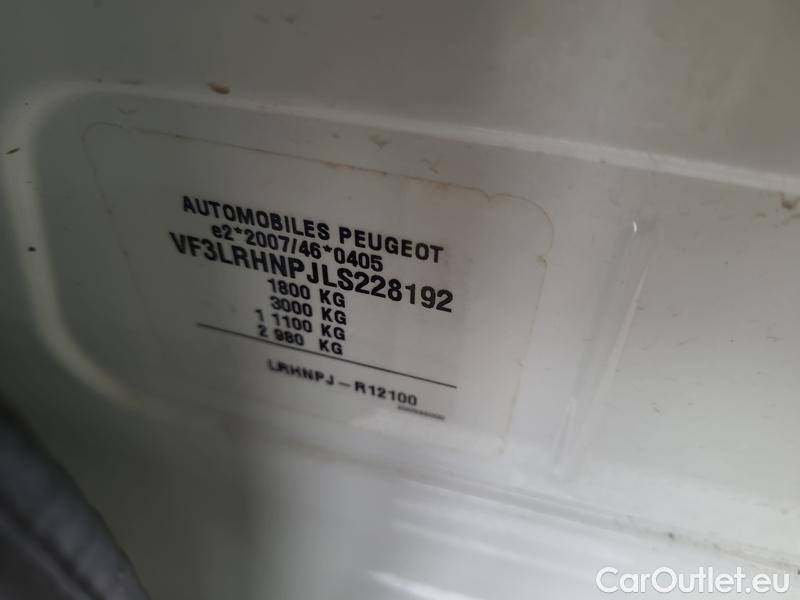 AUTOMOBILES PEUGEOT
e2*2007/46*0405
VF3LRHNPJLS228192
1800 KG
3000 KG
1 1100 KG
2 980 KG
LRHNPJ-R12100
CarOutlet.eu